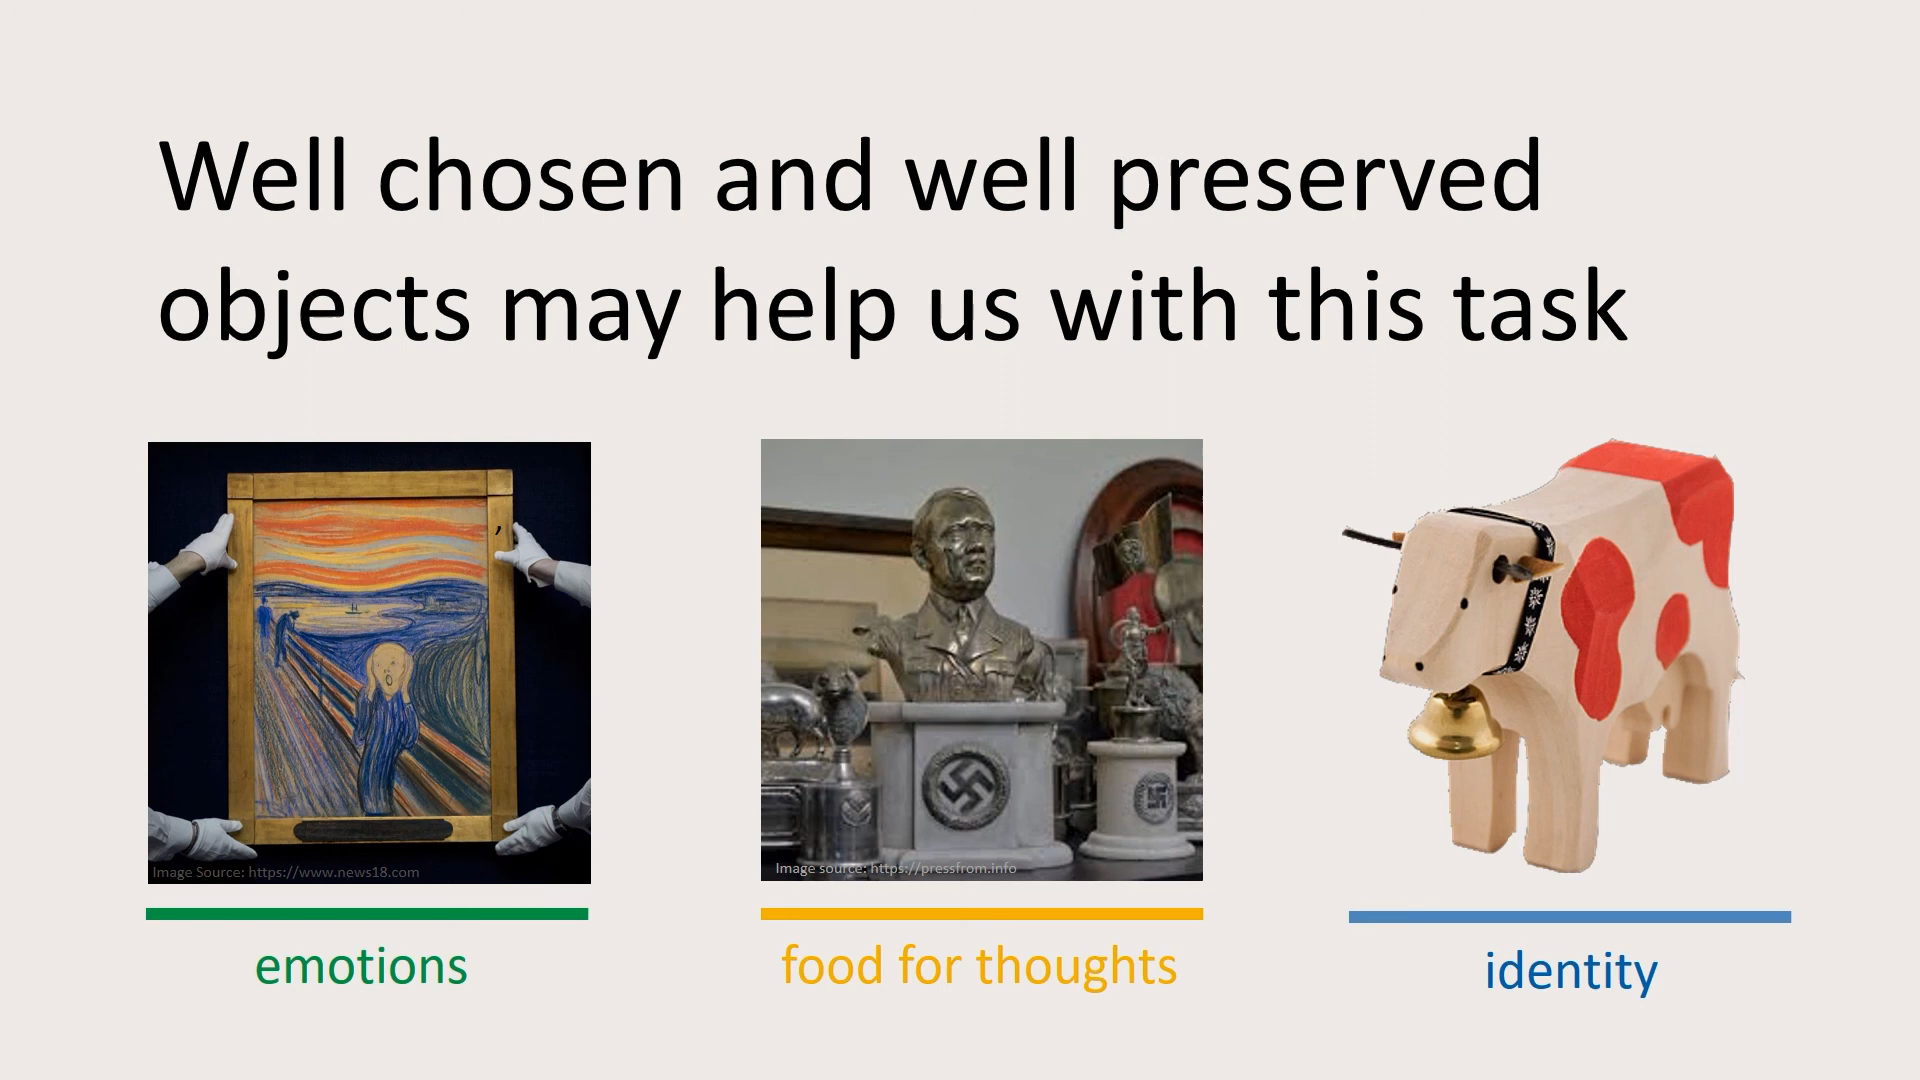 Well chosen and well preserved
objects may help us with this task
,
Image Source: https://www.news18.com
Image source: https://pressfrom.info
emotions
food for thoughts
identity